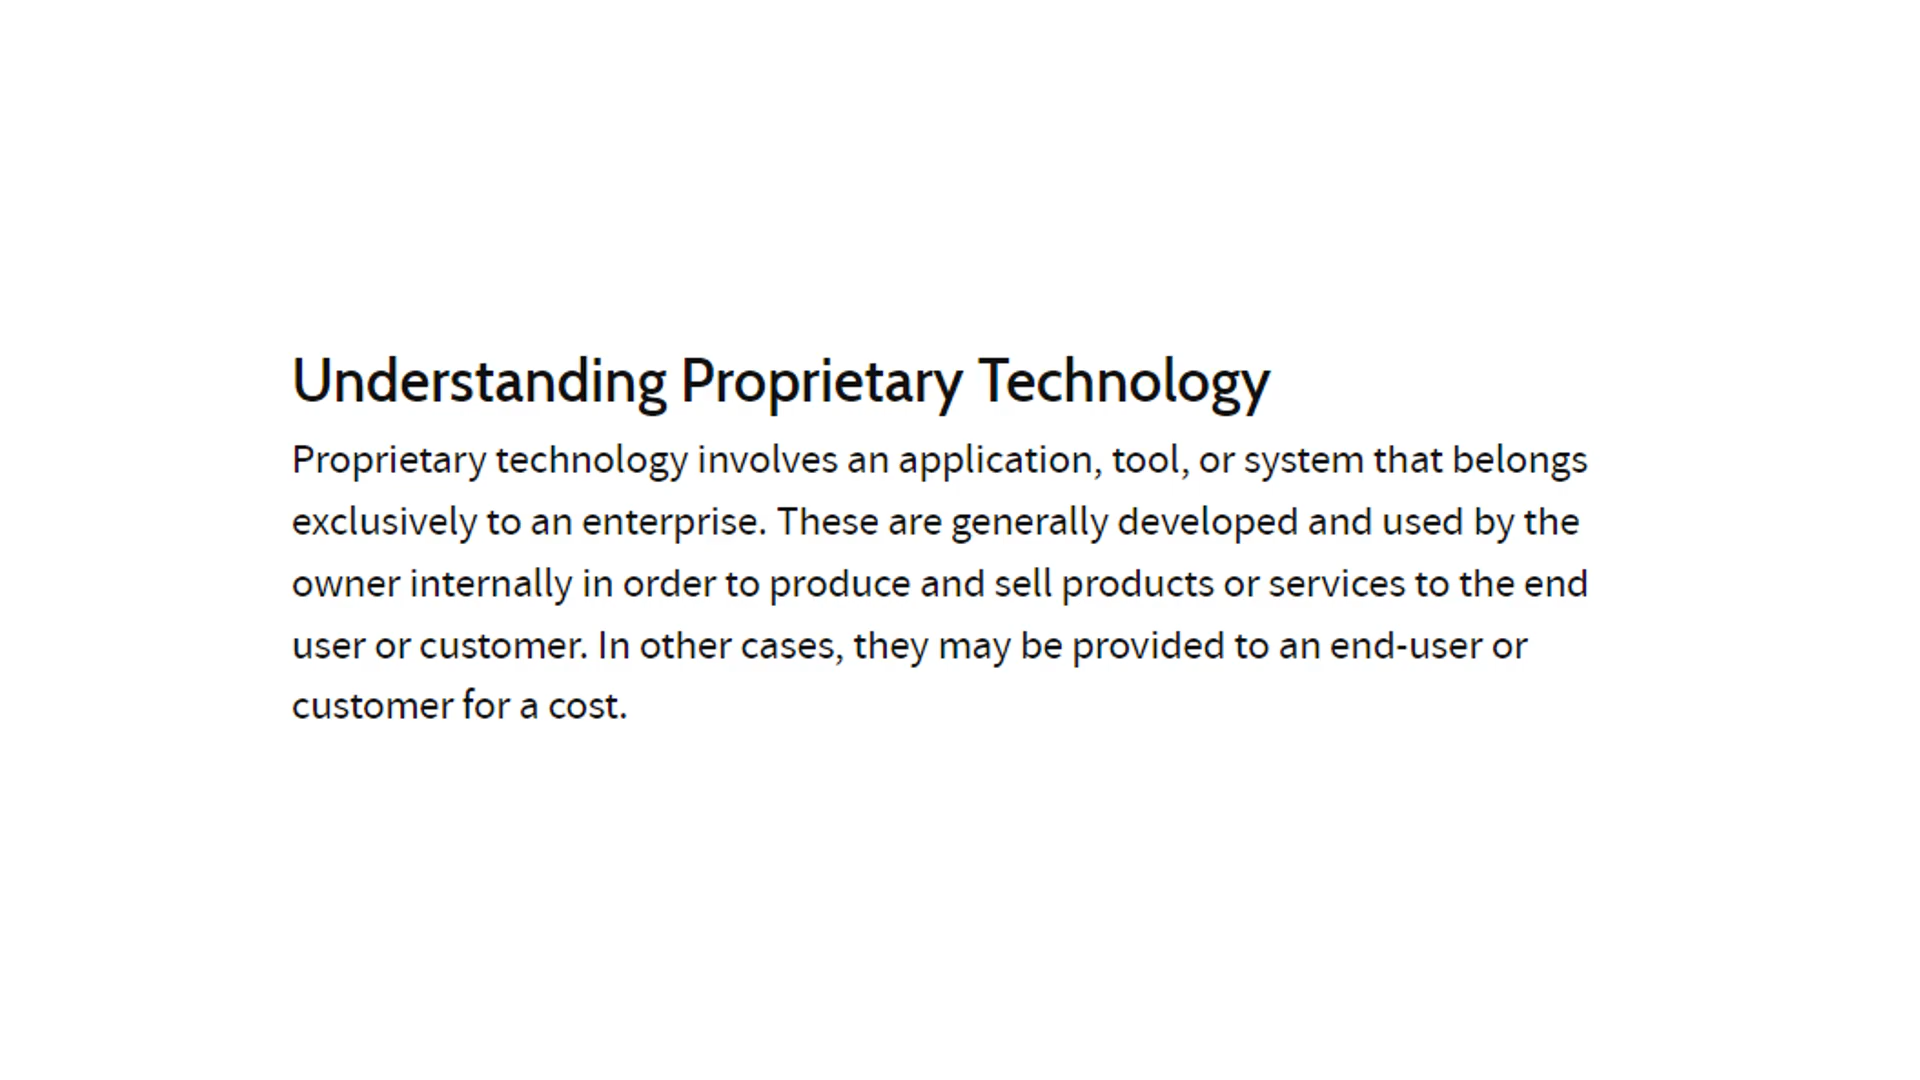 Understanding Proprietary Technology
Proprietary technology involves an application, tool, or system that belongs
exclusively to an enterprise. These are generally developed and used by the
owner internally in order to produce and sell products or services to the end
user or customer. In other cases, they may be provided to an end-user or
customer for a cost.